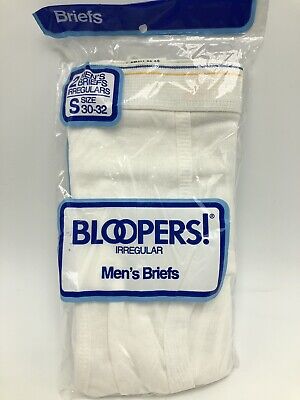 Briefs
2 MEN'S
BRIEFS
IRREGULARS
S SIZE
30-32
BLOOPERS!®
IRREGULAR
Men's Briefs